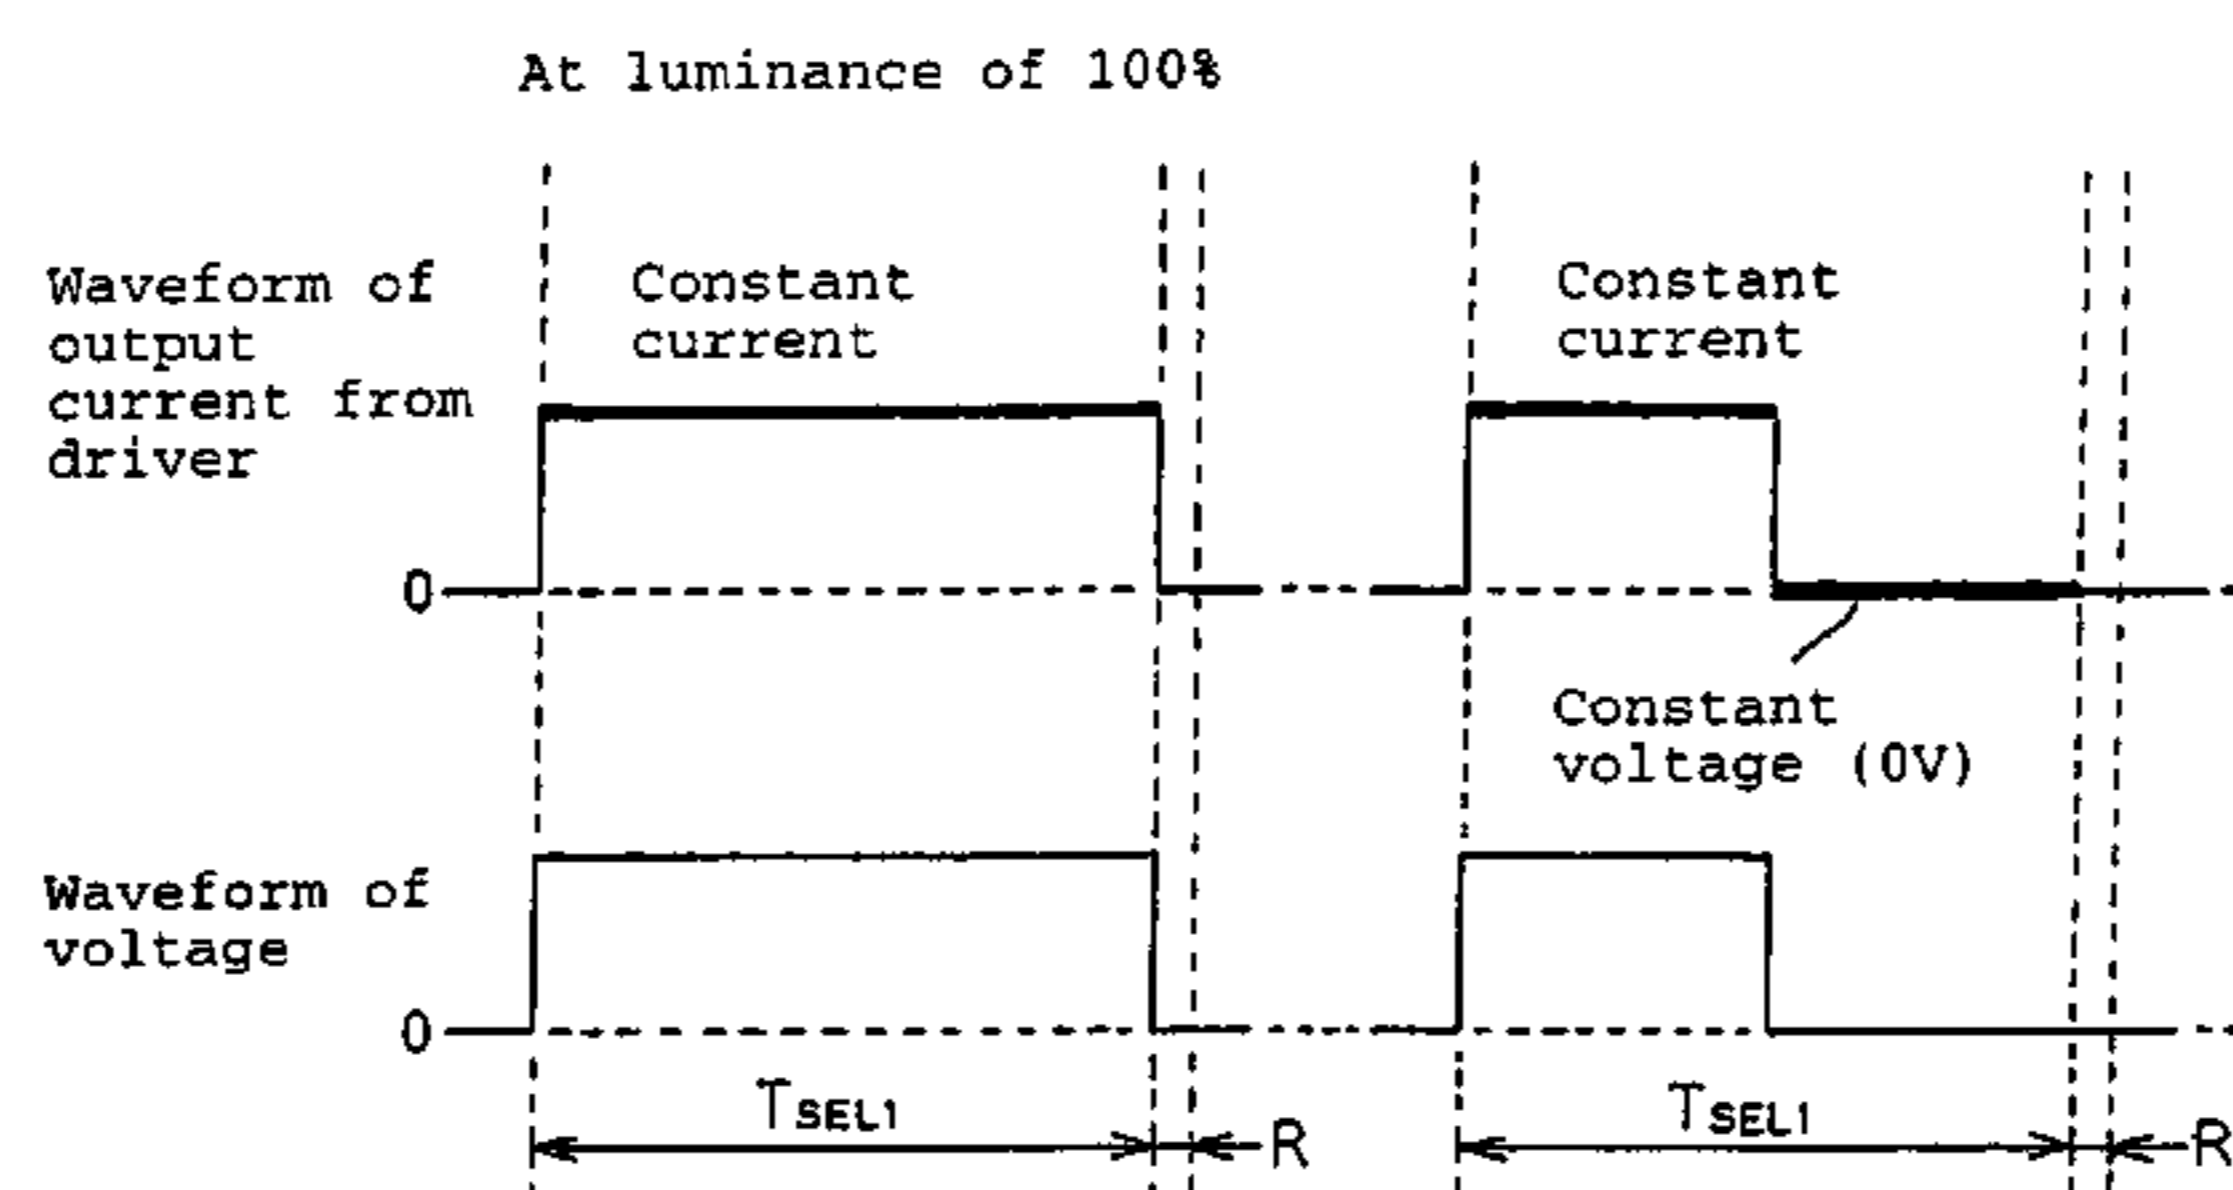 At luminance of 100%
Waveform of
output
current from
driver
Constant
current
Constant
current
0
Constant
voltage (0V)
Waveform of
voltage
0
TSEL1
R
TSEL1
R